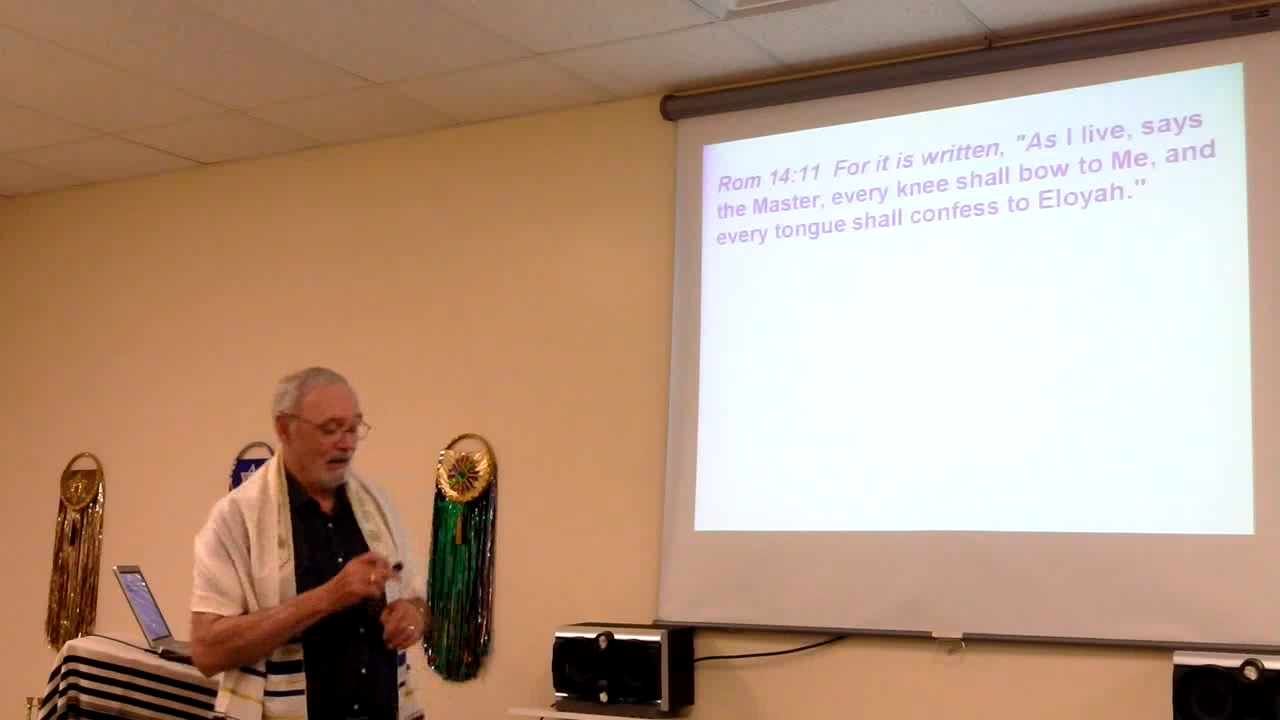 Rom 14:11 For it is written, "As I live, says
the Master, every knee shall bow to Me, and
every tongue shall confess to Eloyah."